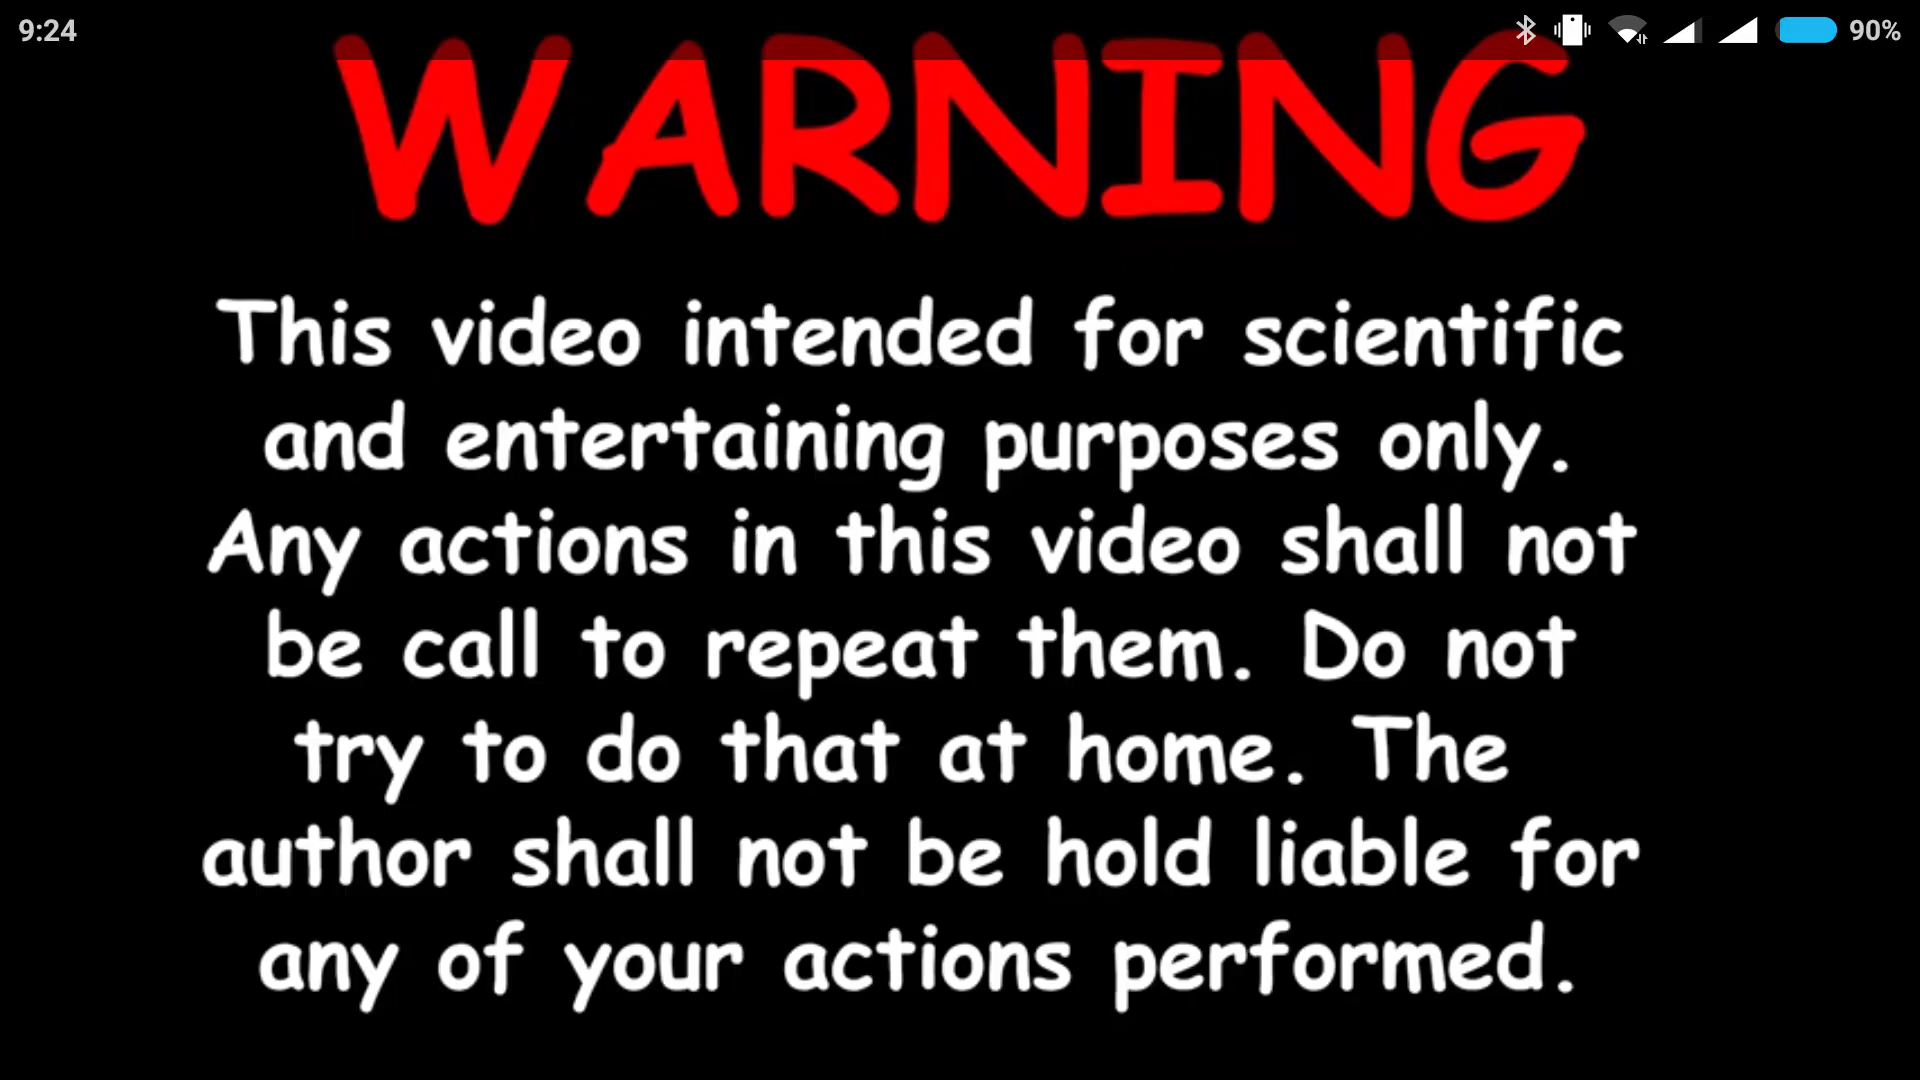 9:24
90%
WARNING
This video intended for scientific
and entertaining purposes only.
Any actions in this video shall not
be call to repeat them. Do not
try to do that at home. The
author shall not be hold liable for
any of your actions performed.